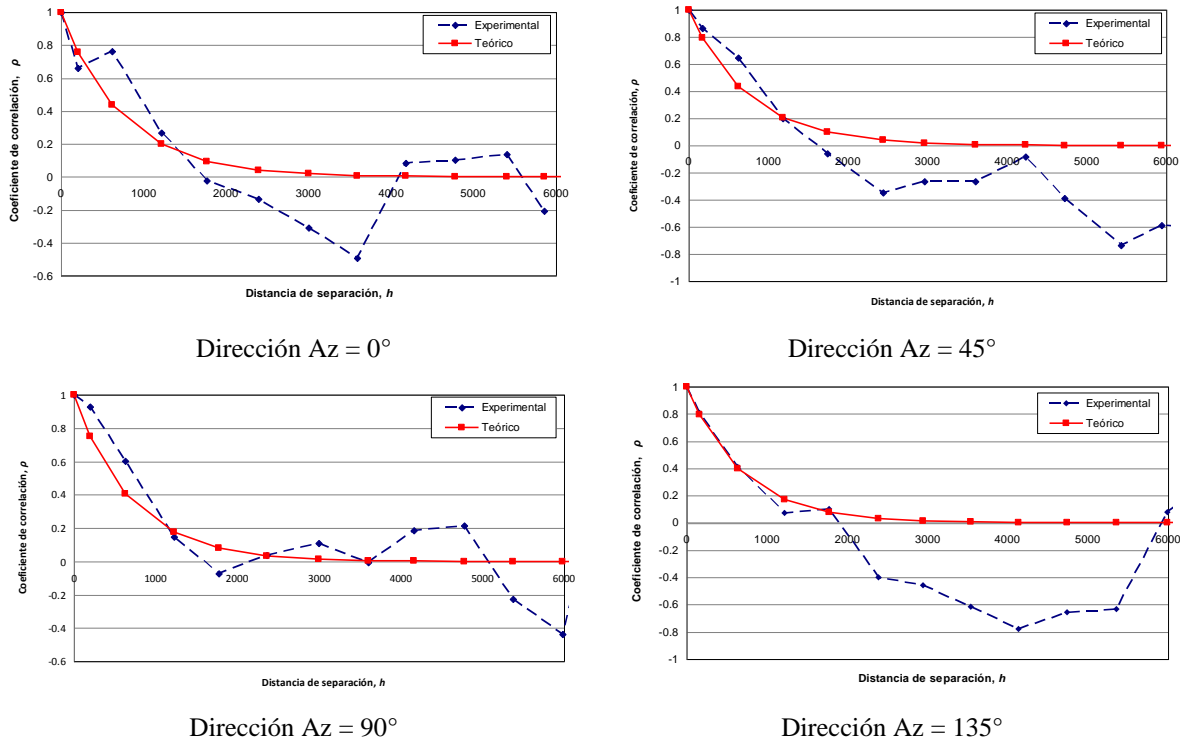 1
0.8
0.6
0.4
0.2
0
-0.2
-0.4
-0.6
0 1000 2000 3000 4000 5000 6000
Coeficiente de correlación, ρ
Distancia de separación, h
Experimental
Teórico
Dirección Az = 0°
1
0.8
0.6
0.4
0.2
0
-0.2
-0.4
-0.6
-0.8
-1
0 1000 2000 3000 4000 5000 6000
Coeficiente de correlación, ρ
Distancia de separación, h
Experimental
Teórico
Dirección Az = 45°
1
0.8
0.6
0.4
0.2
0
-0.2
-0.4
-0.6
0 1000 2000 3000 4000 5000 6000
Coeficiente de correlación, ρ
Distancia de separación, h
Experimental
Teórico
Dirección Az = 90°
1
0.8
0.6
0.4
0.2
0
-0.2
-0.4
-0.6
-0.8
-1
0 1000 2000 3000 4000 5000 6000
Coeficiente de correlación, ρ
Distancia de separación, h
Experimental
Teórico
Dirección Az = 135°